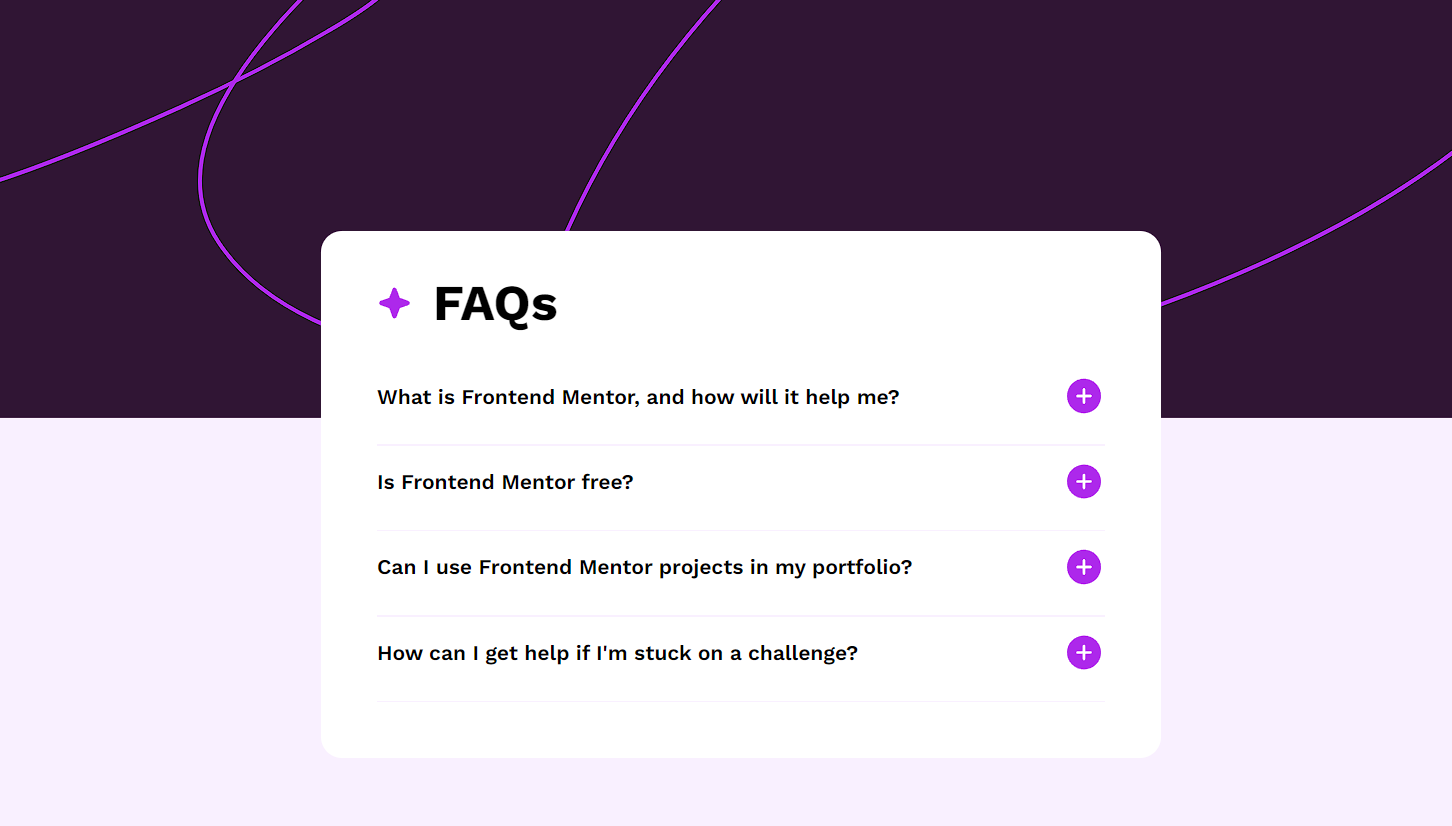 FAQs
What is Frontend Mentor, and how will it help me?
Is Frontend Mentor free?
Can I use Frontend Mentor projects in my portfolio?
How can I get help if I'm stuck on a challenge?